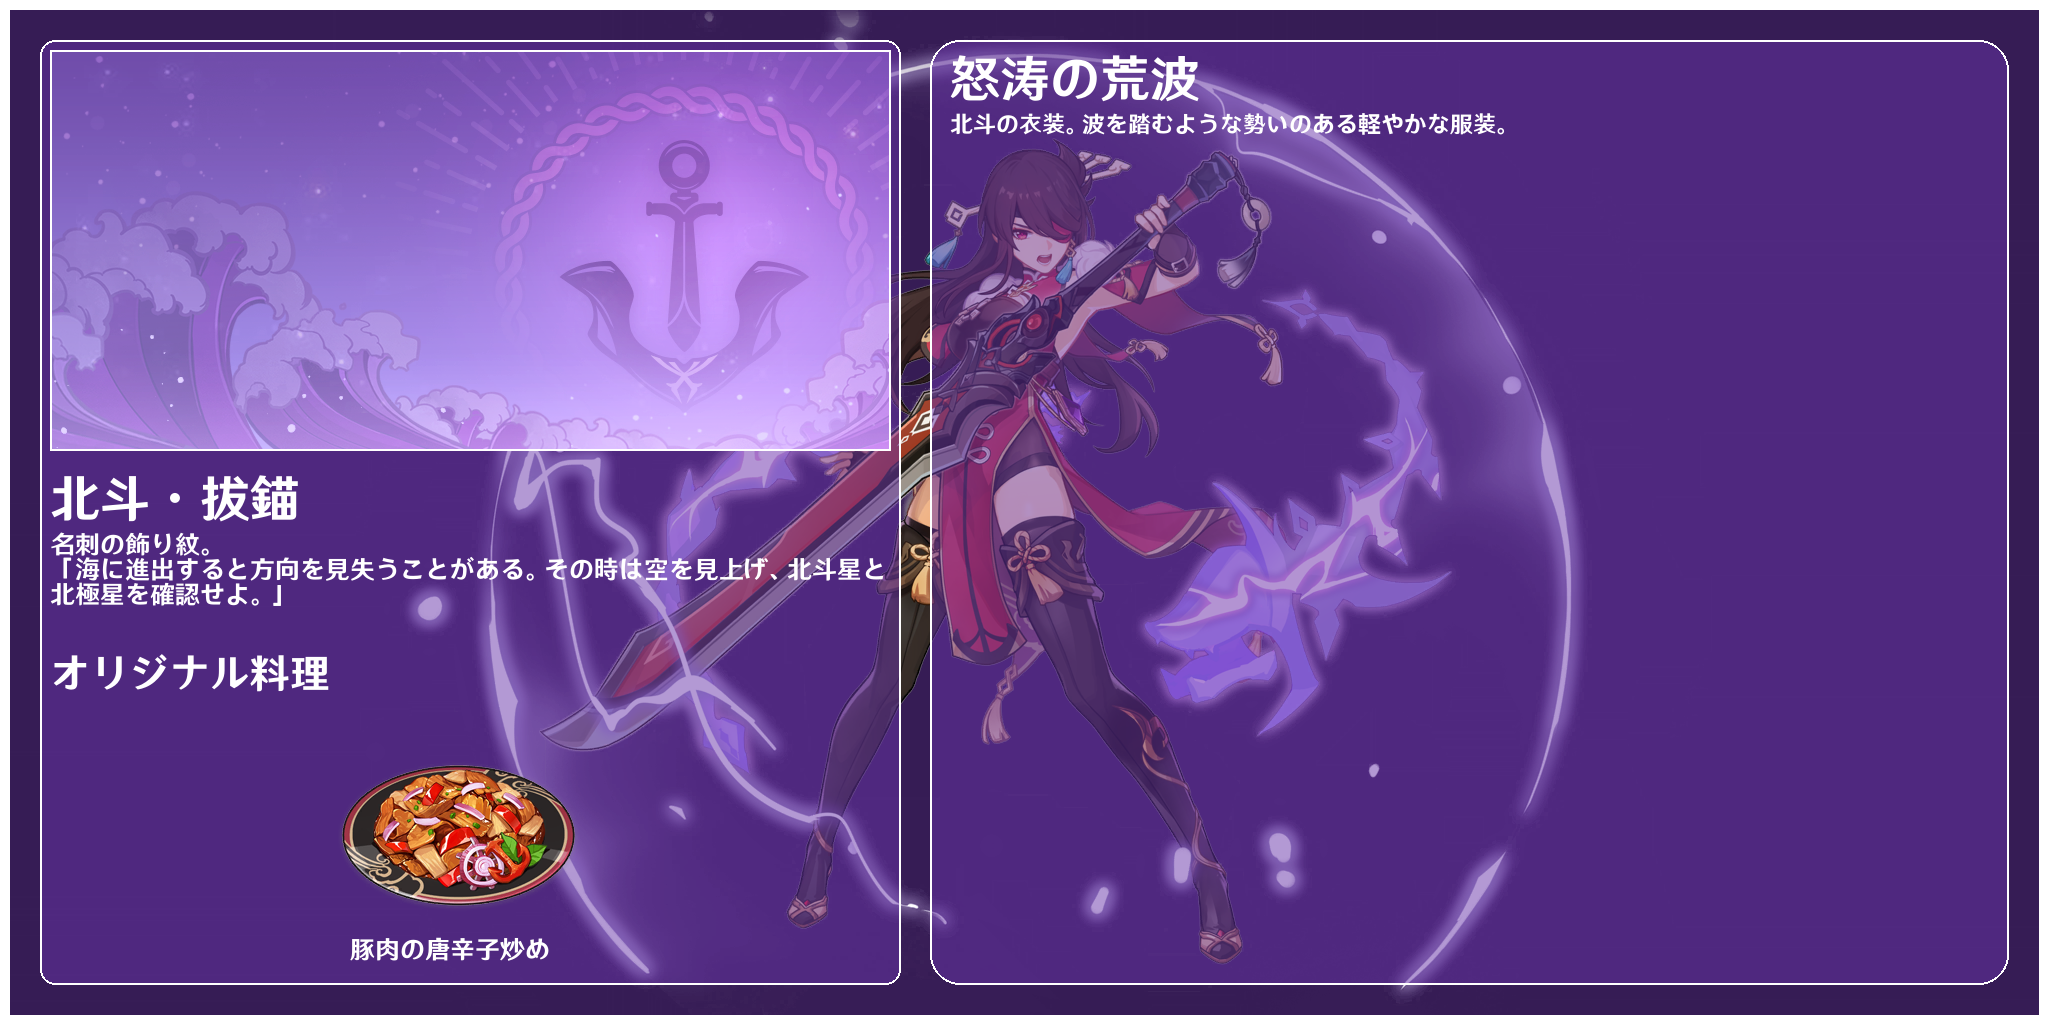 北斗・抜錨
名刺の飾り紋。
「海に進出すると方向を見失うことがある。その時は空を見上げ、北斗星と
北極星を確認せよ。」
オリジナル料理
豚肉の唐辛子炒め
怒涛の荒波
北斗の衣装。波を踏むような勢いのある軽やかな服装。